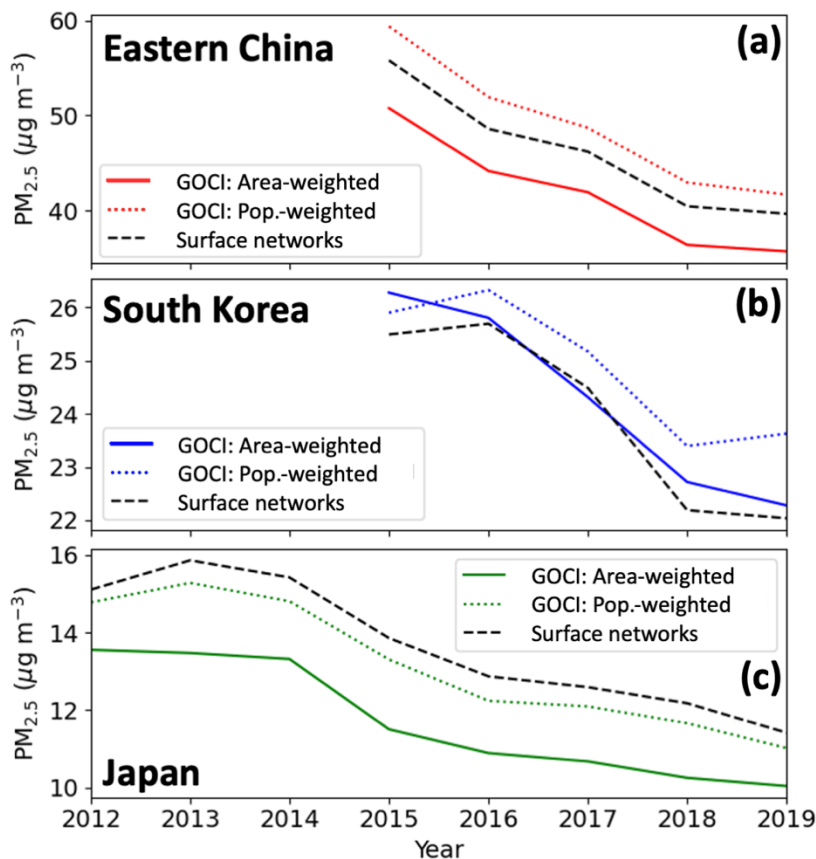 Eastern China
(a)
60
50
40
PM2.5 (μg m−3)
GOCI: Area-weighted
GOCI: Pop.-weighted
Surface networks
South Korea
(b)
26
25
24
23
22
PM2.5 (μg m−3)
GOCI: Area-weighted
GOCI: Pop.-weighted
Surface networks
16
14
12
10
PM2.5 (μg m−3)
GOCI: Area-weighted
GOCI: Pop.-weighted
Surface networks
(c)
Japan
2012 2013 2014 2015 2016 2017 2018 2019
Year